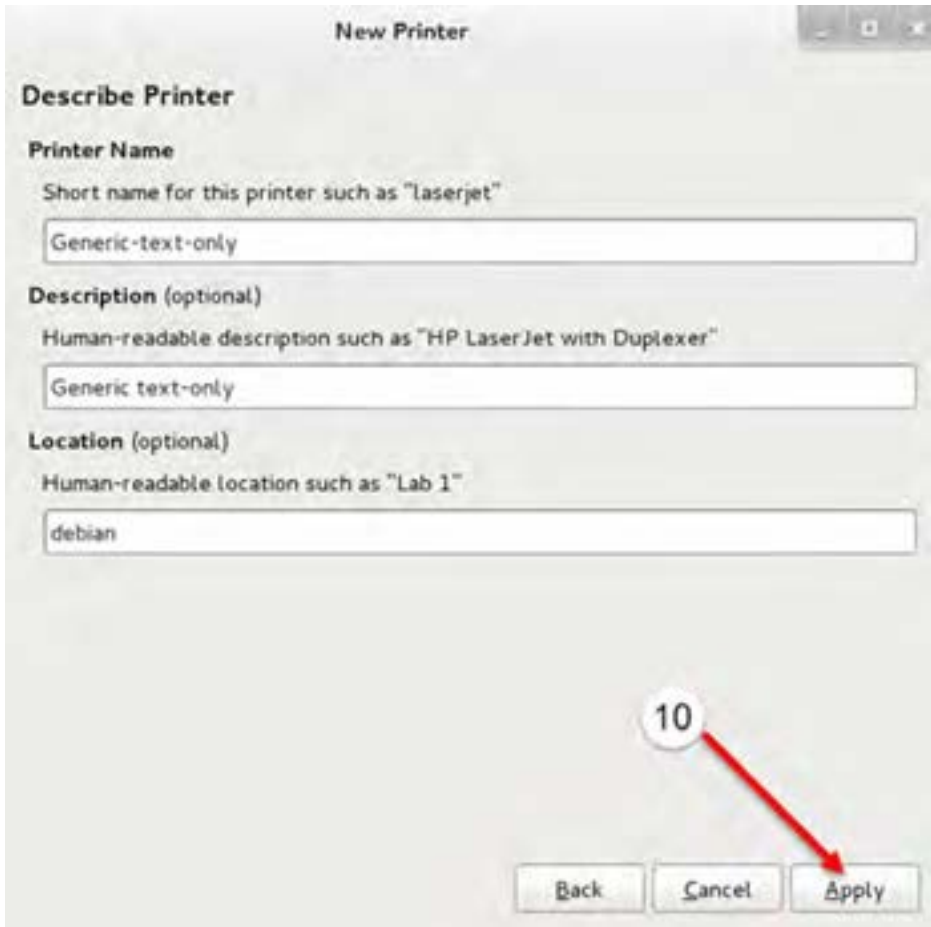 New Printer
Describe Printer
Printer Name
Short name for this printer such as "laserjet"
Generic-text-only
Description (optional)
Human-readable description such as "HP LaserJet with Duplexer"
Generic text-only
Location (optional)
Human-readable location such as "Lab 1"
debian
10
Back Cancel Apply